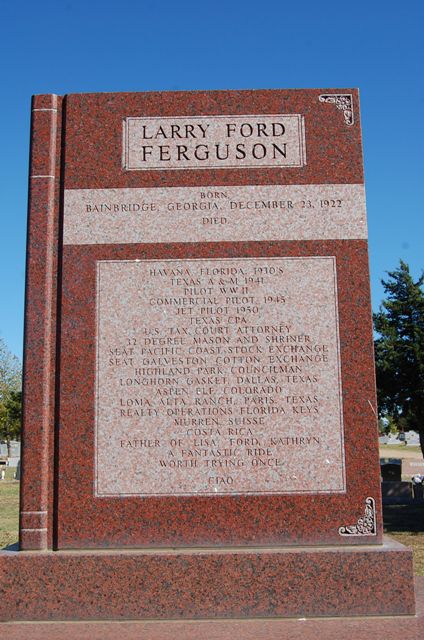 LARRY FORD
FERGUSON
BORN
BAINBRIDGE, GEORGIA, DECEMBER 23, 1922
DIED
HAVANA, FLORIDA, 1930'S
TEXAS A & M 1941
PILOT WW II
COMMERCIAL PILOT, 1945
JET PILOT 1950
TEXAS CPA
U.S. TAX COURT ATTORNEY
32 DEGREE MASON AND SHRINER
SEAT PACIFIC COAST STOCK EXCHANGE
SEAT GALVESTON COTTON EXCHANGE
HIGHLAND PARK, COUNCILMAN
LONGHORN GASKET, DALLAS, TEXAS
ASPEN ELF, COLORADO
LOMA ALTA RANCH, PARIS, TEXAS
REALTY OPERATIONS FLORIDA KEYS
MURREN, SUISSE
COSTA RICA
FATHER OF LISA, FORD, KATHRYN
A FANTASTIC RIDE
WORTH TRYING ONCE
CIAO